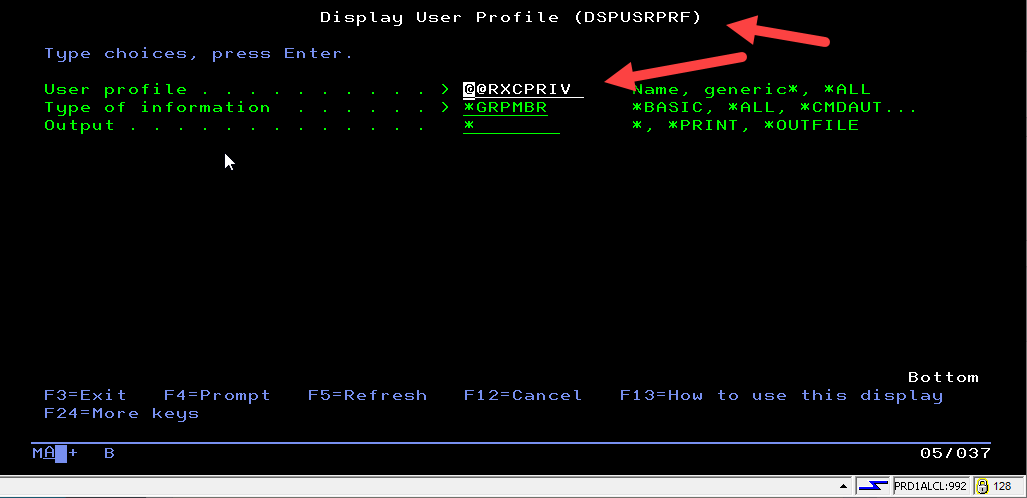 Display User Profile (DSPUSRPRF)
Type choices, press Enter.
User profile . . . . . . . . . . > @@RXCPRIV Name, generic*, *ALL
Type of information . . . . . . > *GRPMBR *BASIC, *ALL, *CMDAUT...
Output . . . . . . . . . . . . . * *, *PRINT, *OUTFILE
Bottom
F3=Exit F4=Prompt F5=Refresh F12=Cancel F13=How to use this display
F24=More keys
MA + B 05/037
PRD1ALCL:992 128